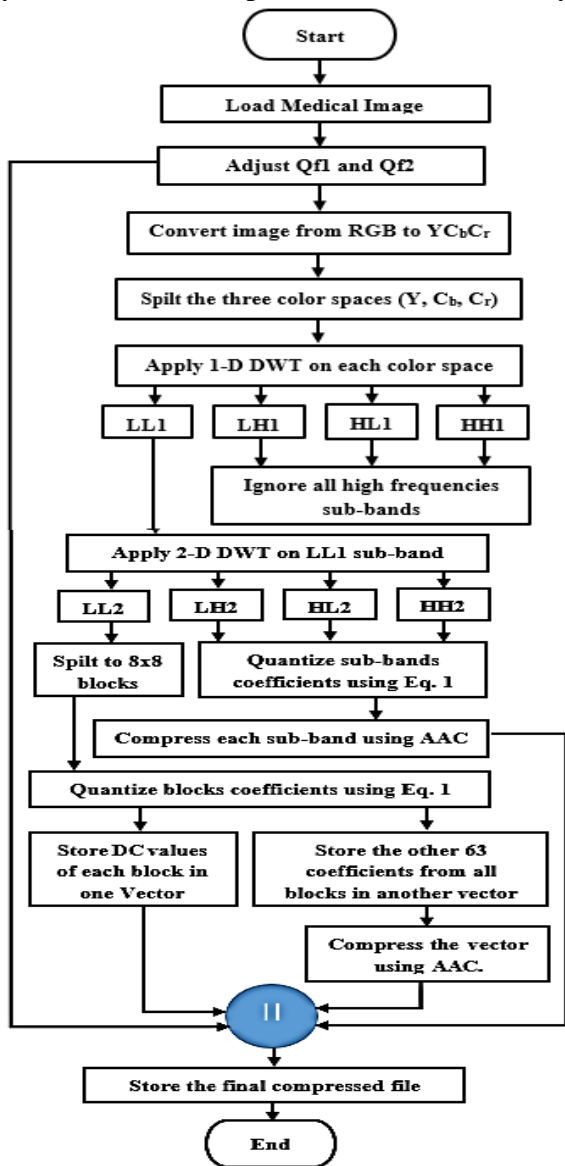 Start
Load Medical Image
Adjust Qf1 and Qf2
Convert image from RGB to YCbCr
Spilt the three color spaces (Y, Cb, Cr)
Apply 1-D DWT on each color space
LL1
LH1
HL1
HH1
Ignore all high frequencies
sub-bands
Apply 2-D DWT on LL1 sub-band
LL2
LH2
HL2
HH2
Spilt to 8x8
blocks
Quantize sub-bands
coefficients using Eq. 1
Compress each sub-band using AAC
Quantize blocks coefficients using Eq. 1
Store DC values
of each block in
one Vector
Store the other 63
coefficients from all
blocks in another vector
Compress the vector
using AAC.
||
Store the final compressed file
End